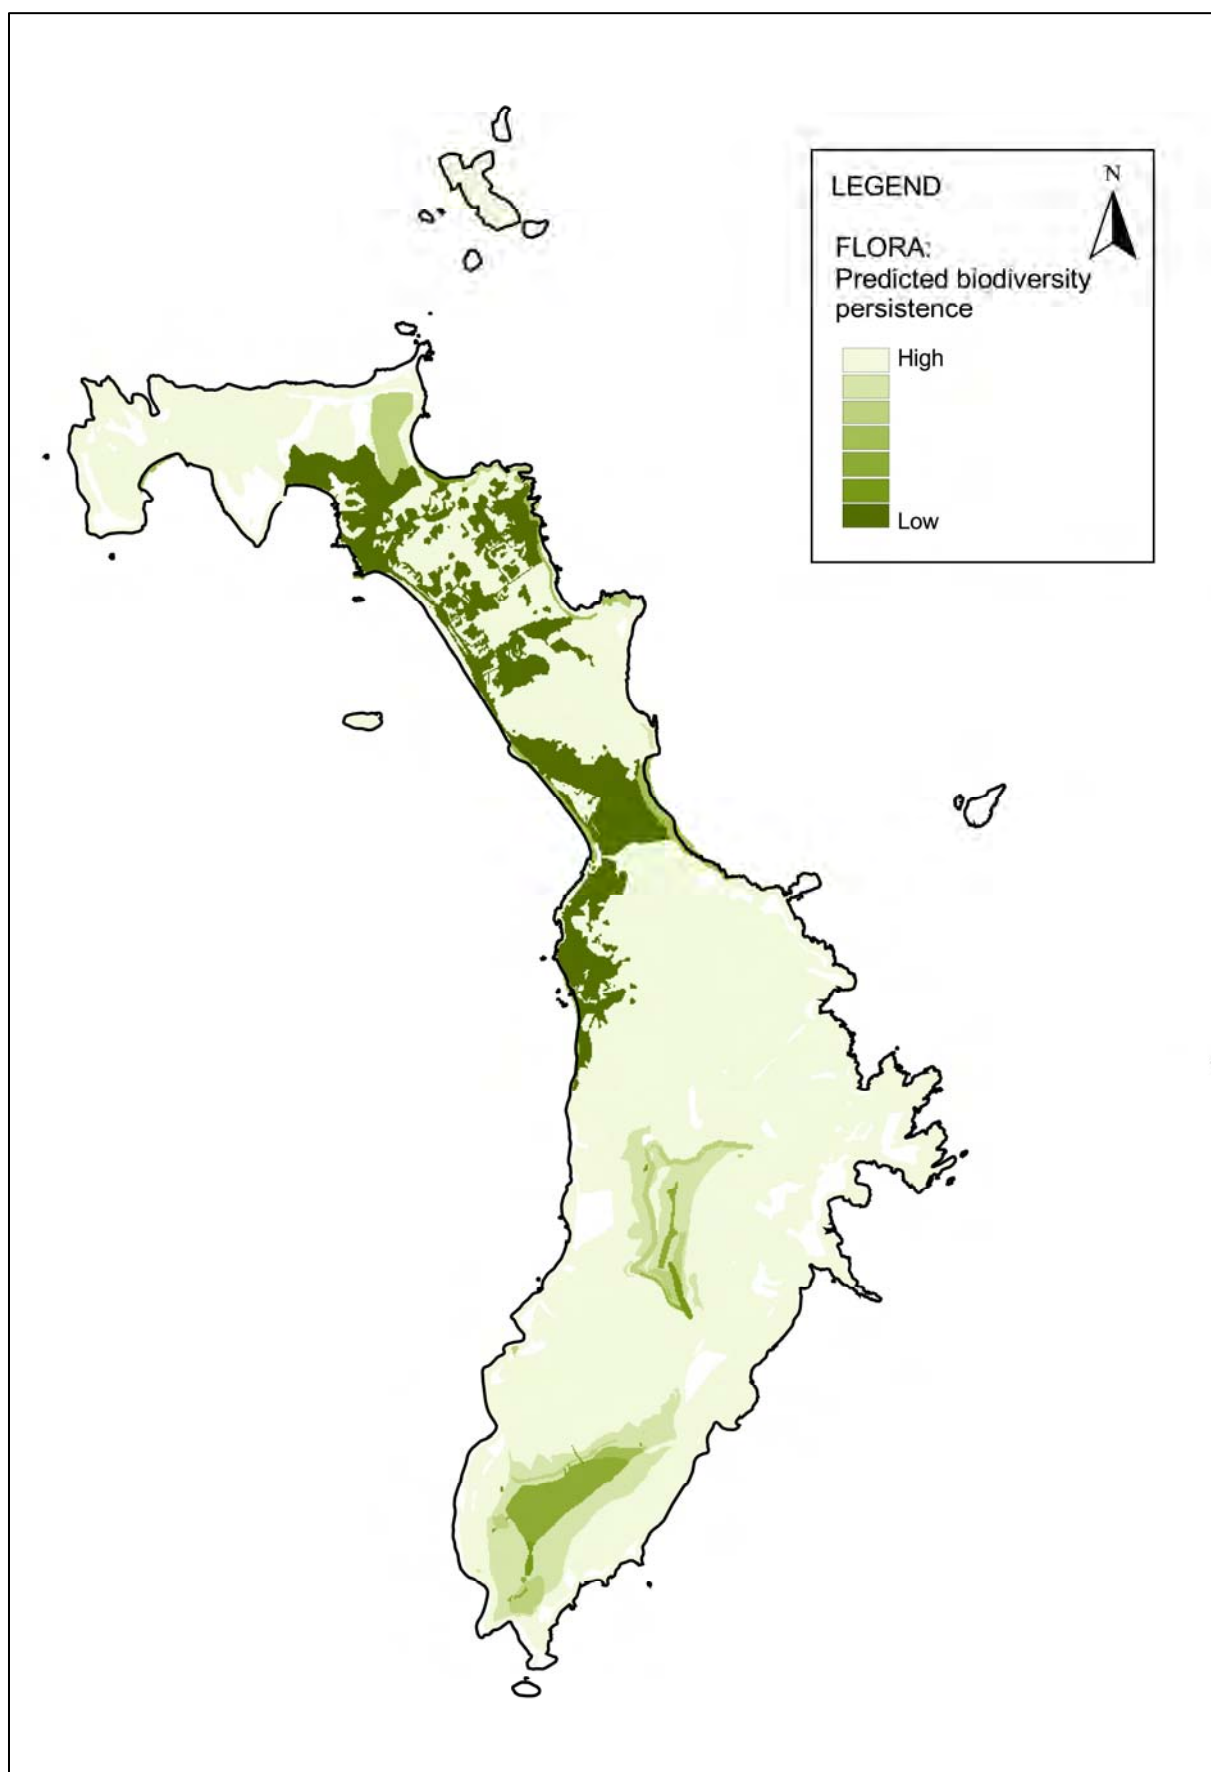 LEGEND
N
FLORA:
Predicted biodiversity
persistence
High
Low